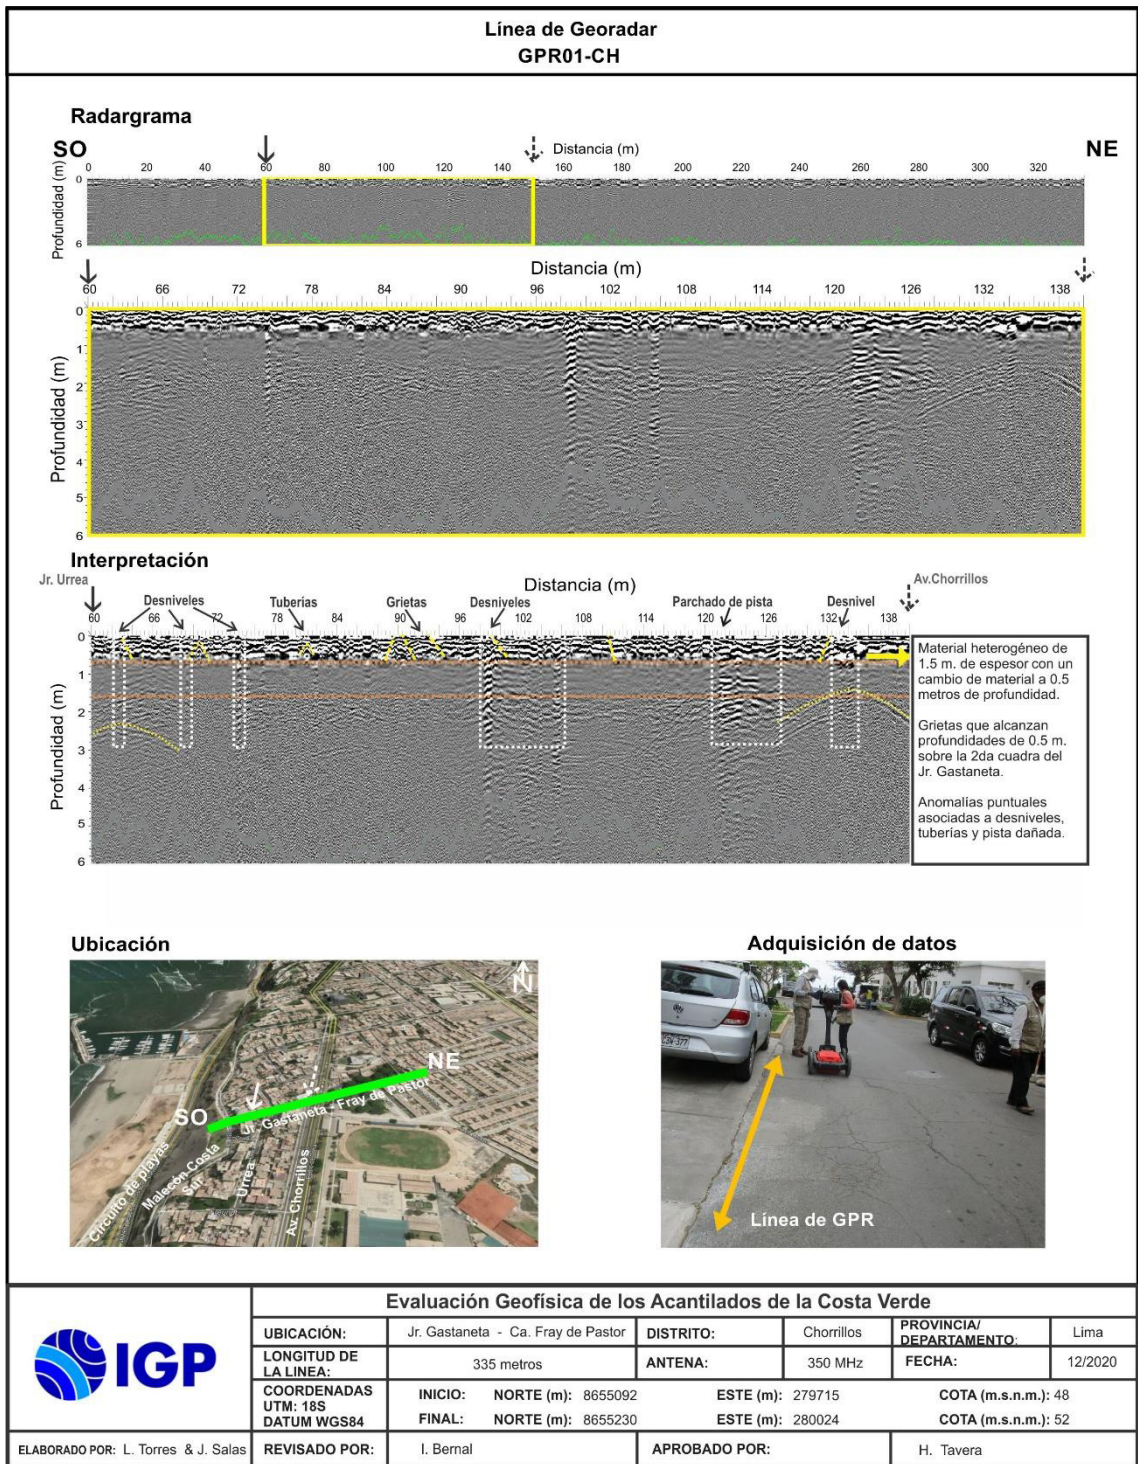 Línea de Georadar
GPR01-CH
Radargrama
SO
NE
Distancia (m)
0 20 40 60 80 100 120 140 160 180 200 220 240 260 280 300 320
Profundidad (m)
0
6
Distancia (m)
60 66 72 78 84 90 96 102 108 114 120 126 132 138
Profundidad (m)
0
1
2
3
4
5
6
Interpretación
Jr. Urrea
Distancia (m)
Av.Chorrillos
Desniveles
Tuberías
Grietas
Desniveles
Parchado de pista
Desnivel
60 66 72 78 84 90 96 102 108 114 120 126 132 138
Profundidad (m)
0
1
2
3
4
5
6
Material heterogéneo de
1.5 m. de espesor con un
cambio de material a 0.5
metros de profundidad.
Grietas que alcanzan
profundidades de 0.5 m.
sobre la 2da cuadra del
Jr. Gastaneta.
Anomalías puntuales
asociadas a desniveles,
tuberías y pista dañada.
Ubicación
N
NE
SO
Jr. Gastaneta - Fray de Pastor
Circuito de playas
Malecón Costa
Sur
Urrea
Av. Chorrillos
Adquisición de datos
Línea de GPR
IGP
Evaluación Geofísica de los Acantilados de la Costa Verde
UBICACIÓN: Jr. Gastaneta - Ca. Fray de Pastor DISTRITO: Chorrillos PROVINCIA/
DEPARTAMENTO: Lima
LONGITUD DE
LA LINEA: 335 metros ANTENA: 350 MHz FECHA: 12/2020
COORDENADAS
UTM: 18S
DATUM WGS84
INICIO: NORTE (m): 8655092 ESTE (m): 279715 COTA (m.s.n.m.): 48
FINAL: NORTE (m): 8655230 ESTE (m): 280024 COTA (m.s.n.m.): 52
ELABORADO POR: L. Torres & J. Salas REVISADO POR: I. Bernal APROBADO POR: H. Tavera